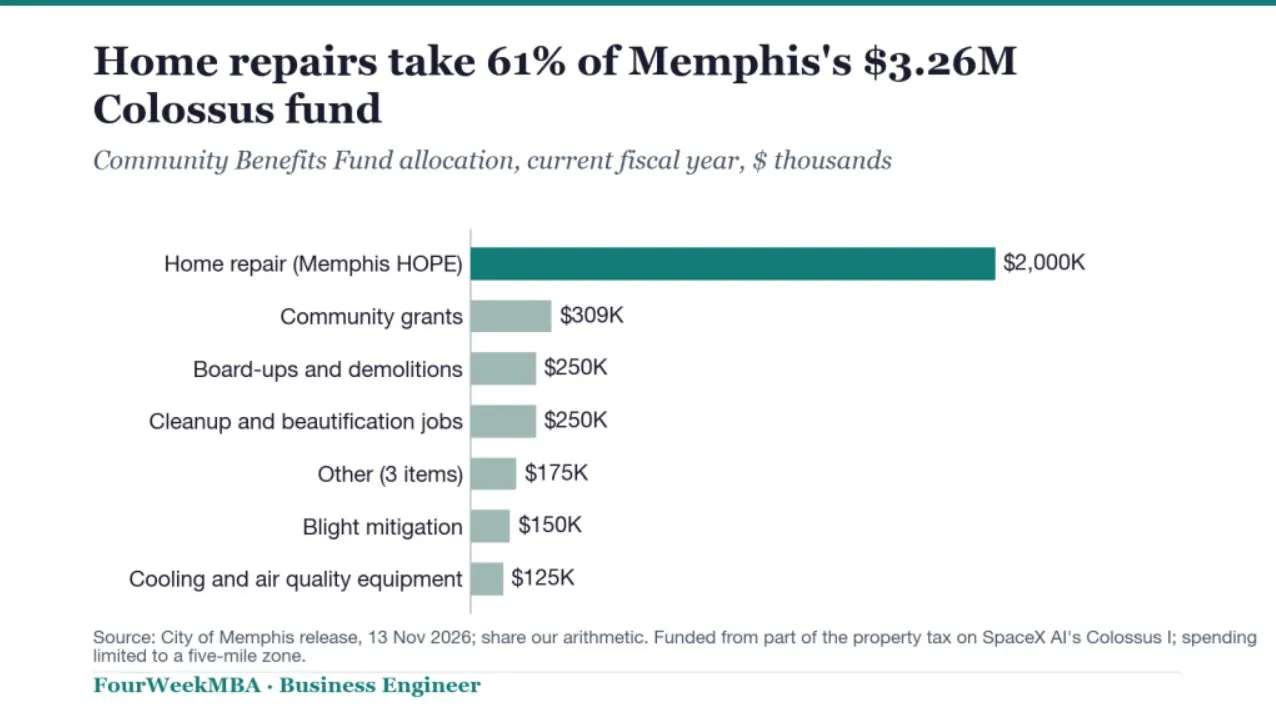 Home repairs take 61% of Memphis's $3.26M
Colossus fund
Community Benefits Fund allocation, current fiscal year, $ thousands
Home repair (Memphis HOPE) $2,000K
Community grants $309K
Board-ups and demolitions $250K
Cleanup and beautification jobs $250K
Other (3 items) $175K
Blight mitigation $150K
Cooling and air quality equipment $125K
Source: City of Memphis release, 13 Nov 2026; share our arithmetic. Funded from part of the property tax on SpaceX AI's Colossus I; spending
limited to a five-mile zone.
FourWeekMBA · Business Engineer